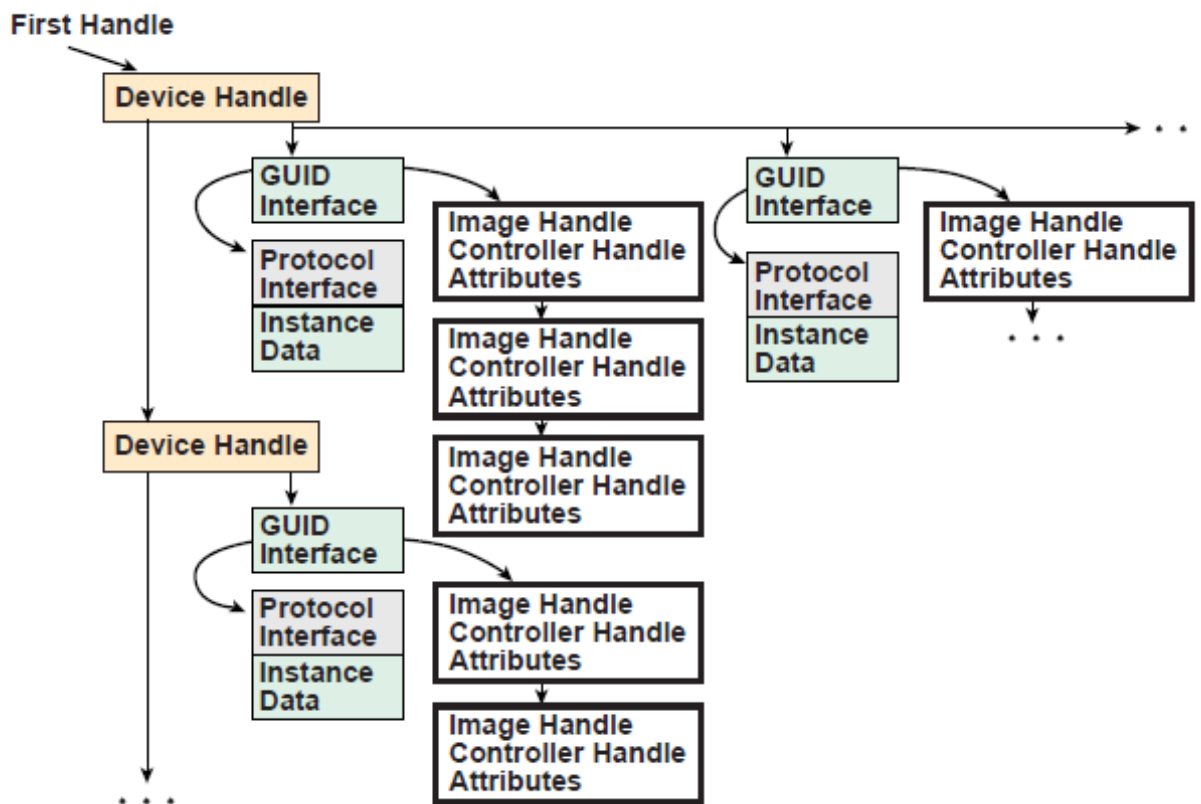 First Handle
Device Handle
GUID
Interface
Protocol
Interface
Instance
Data
Image Handle
Controller Handle
Attributes
Image Handle
Controller Handle
Attributes
Image Handle
Controller Handle
Attributes
GUID
Interface
Protocol
Interface
Instance
Data
Image Handle
Controller Handle
Attributes
. . .
. . .
Device Handle
GUID
Interface
Protocol
Interface
Instance
Data
Image Handle
Controller Handle
Attributes
Image Handle
Controller Handle
Attributes
. . .